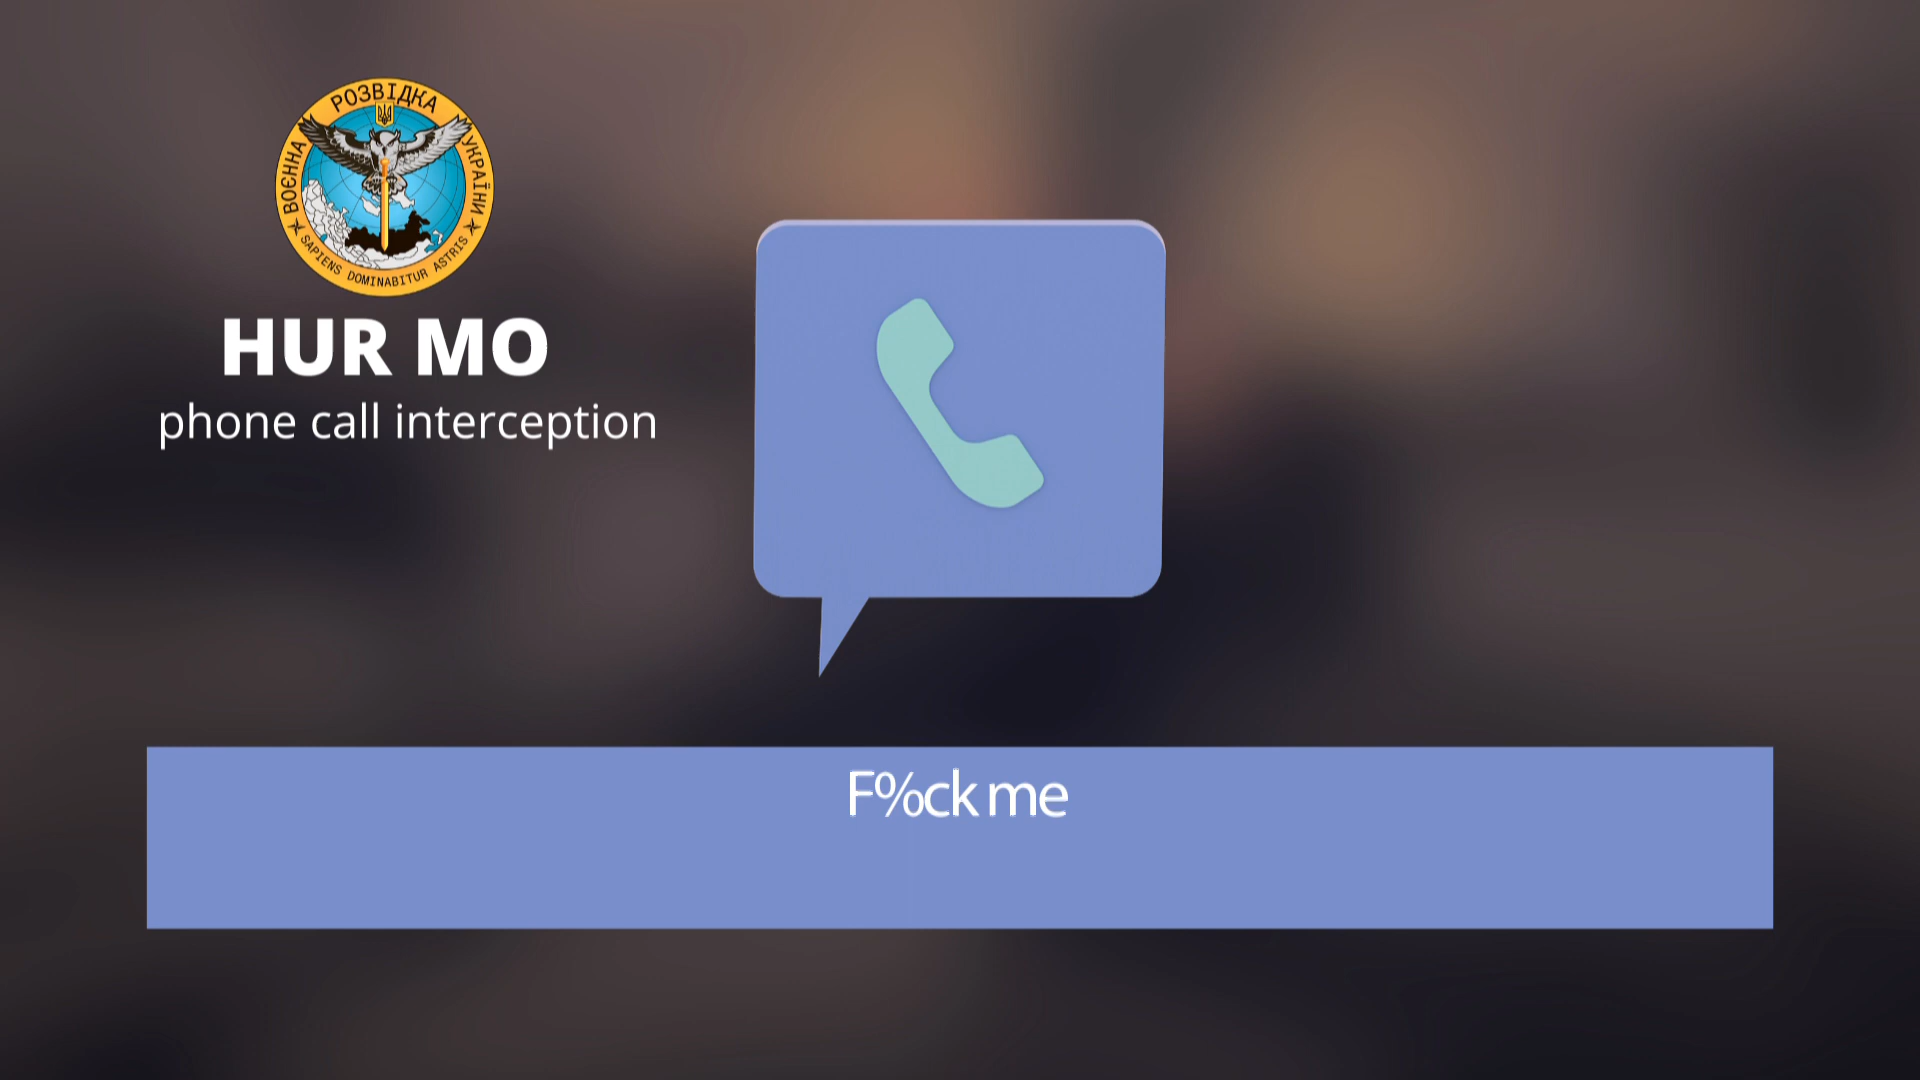 ВОЄННА РОЗВІДКА УКРАЇНИ
SAPIENS DOMINABITUR ASTRIS
HUR MO
phone call interception
F%ck me